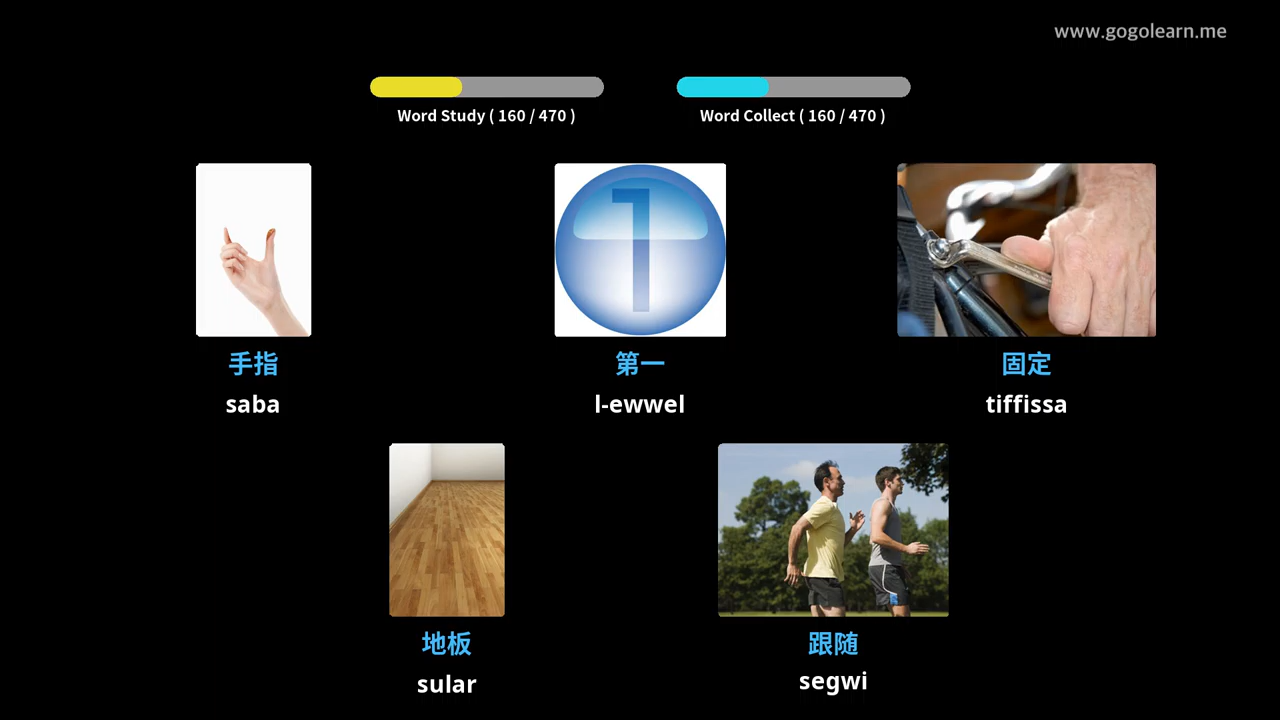 www.gogolearn.me
Word Study ( 160 / 470 )
Word Collect ( 160 / 470 )
1
手指
saba
第一
l-ewwel
固定
tiffissa
地板
sular
跟随
segwi